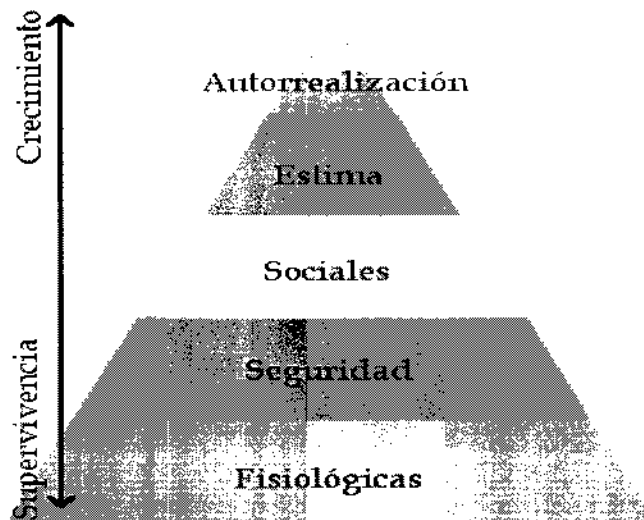 Crecimiento
Supervivencia
Autorrealización
Estima
Sociales
Seguridad
Fisiológicas